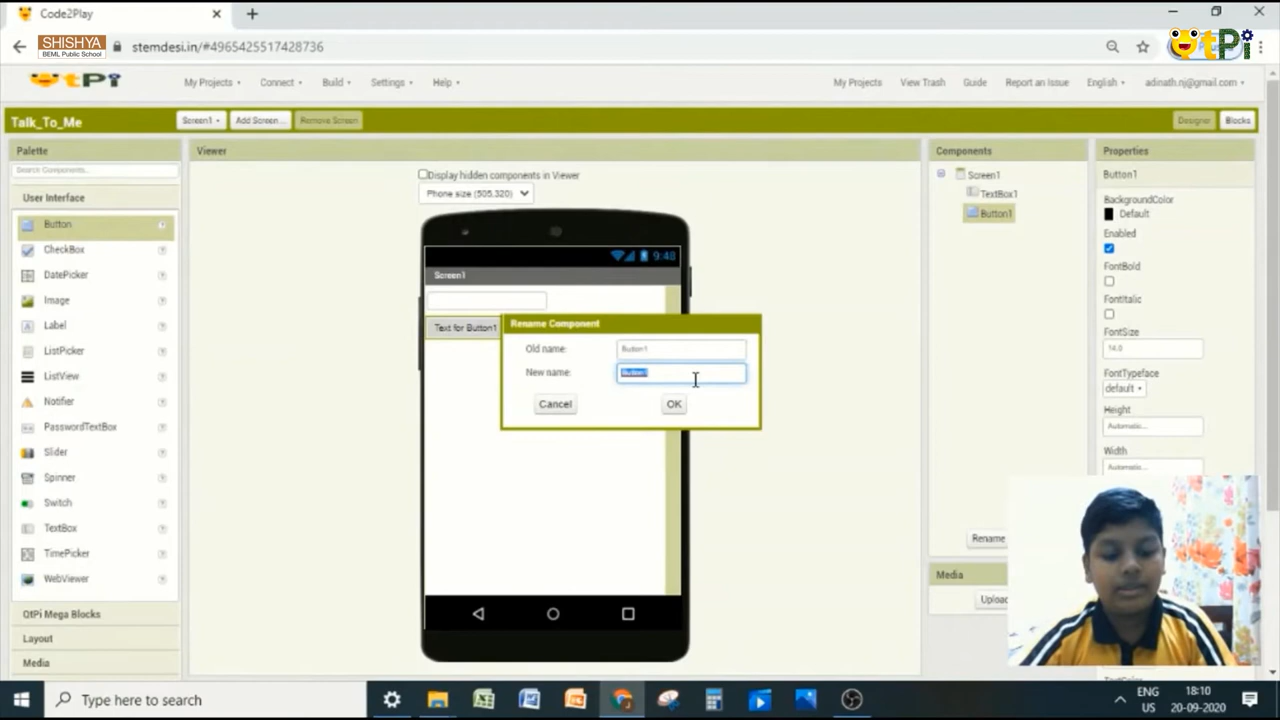 Code2Play
SHISHYA
BEML Public School
stemdesi.in/#4965425517428736
QtPi
QtPi
My Projects
Connect
Build
Settings
Help
My Projects
View Trash
Guide
Report an Issue
English
adinath.nj@gmail.com
Talk_To_Me
Screen1
Add Screen...
Remove Screen
Designer
Blocks
Palette
Viewer
Components
Properties
Search Components...
User Interface
Button
CheckBox
DatePicker
Image
Label
ListPicker
ListView
Notifier
PasswordTextBox
Slider
Spinner
Switch
TextBox
TimePicker
WebViewer
QtPi Mega Blocks
Layout
Media
Display hidden components in Viewer
Phone size (505,320)
9:48
Screen1
Text for Button1
Rename Component
Old name:
Button1
New name:
Button1
Cancel
OK
Screen1
TextBox1
Button1
Rename
Media
Button1
BackgroundColor
Default
Enabled
FontBold
FontItalic
FontSize
14.0
FontTypeface
default
Height
Automatic...
Width
Automatic...
Type here to search
ENG
US
18:10
20-09-2020